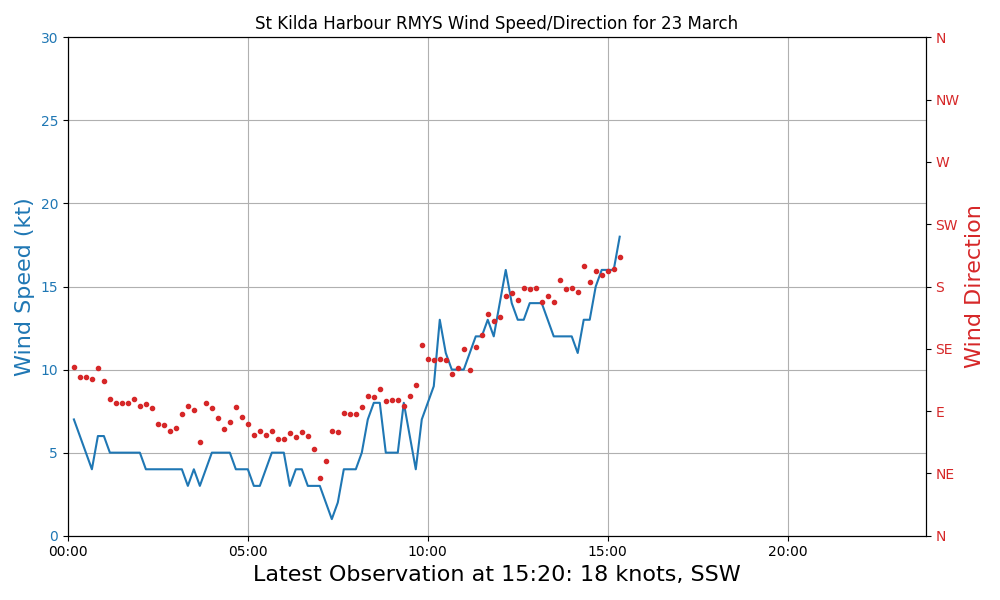 St Kilda Harbour RMYS Wind Speed/Direction for 23 March
30
25
20
15
10
5
0
Wind Speed (kt)
N
NW
W
SW
S
SE
E
NE
N
Wind Direction
00:00 05:00 10:00 15:00 20:00
Latest Observation at 15:20: 18 knots, SSW